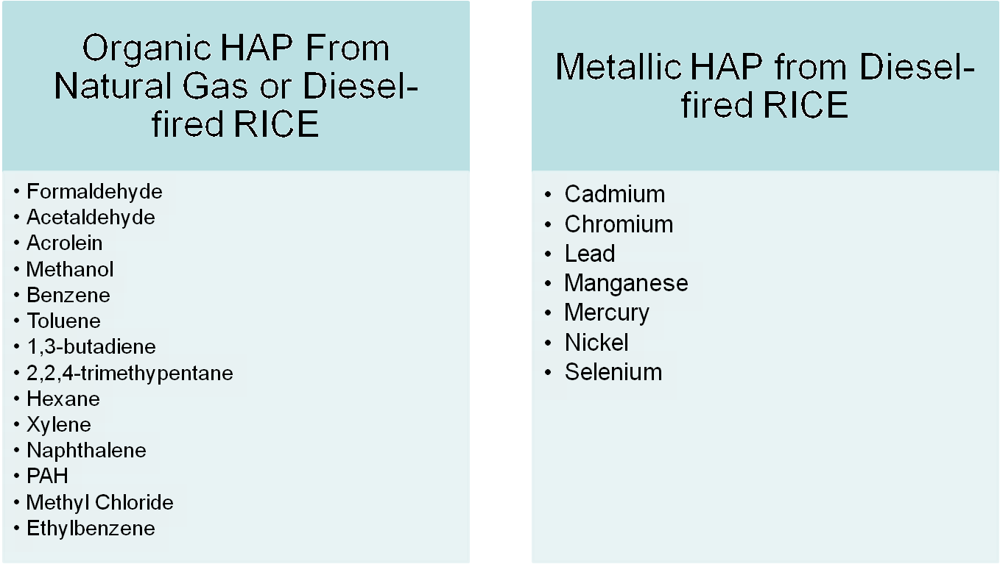 Organic HAP From
Natural Gas or Diesel-
fired RICE
• Formaldehyde
• Acetaldehyde
• Acrolein
• Methanol
• Benzene
• Toluene
• 1,3-butadiene
• 2,2,4-trimethypentane
• Hexane
• Xylene
• Naphthalene
• PAH
• Methyl Chloride
• Ethylbenzene
Metallic HAP from Diesel-
fired RICE
• Cadmium
• Chromium
• Lead
• Manganese
• Mercury
• Nickel
• Selenium